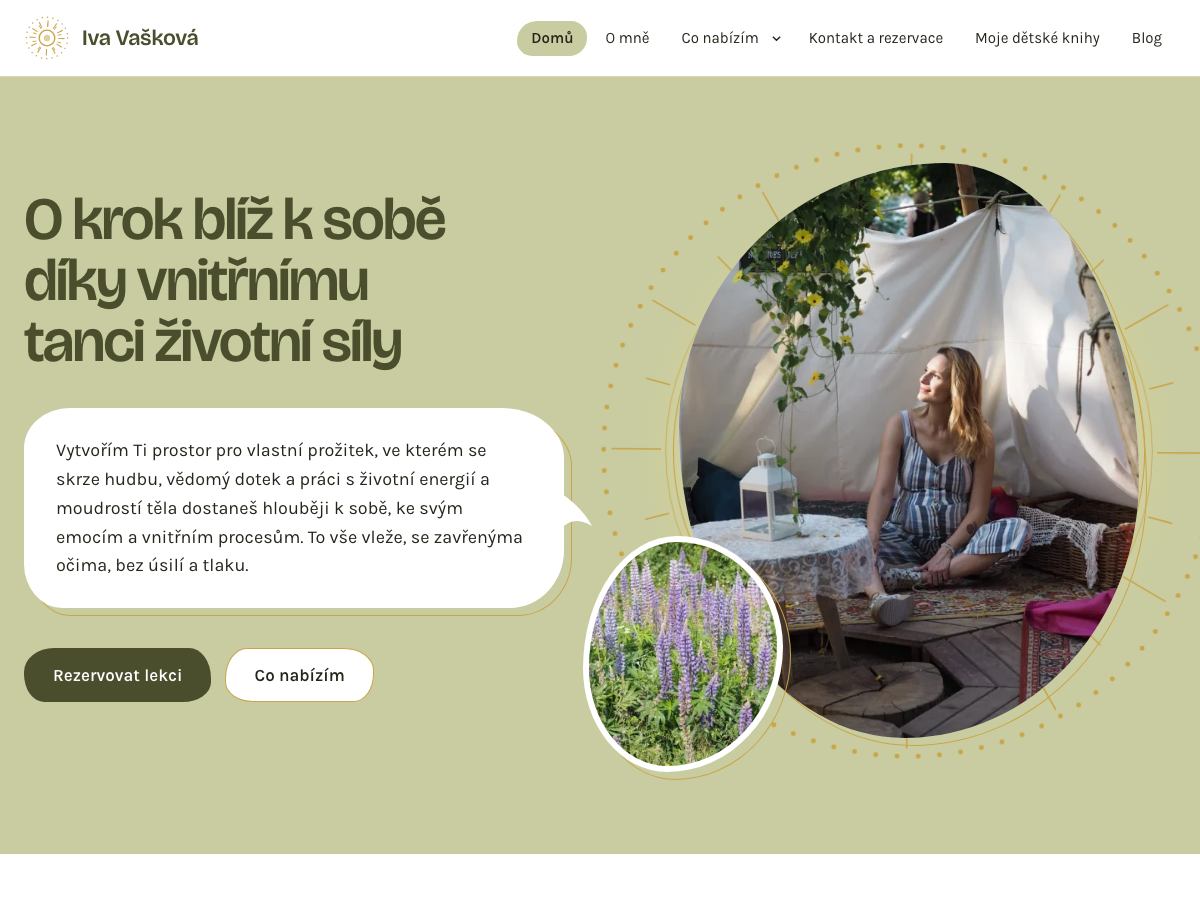 Iva Vašková
Domů
O mně
Co nabízím
Kontakt a rezervace
Moje dětské knihy
Blog
O krok blíž k sobě
díky vnitřnímu
tanci životní síly
Vytvořím Ti prostor pro vlastní prožitek, ve kterém se
skrze hudbu, vědomý dotek a práci s životní energií a
moudrostí těla dostaneš hlouběji k sobě, ke svým
emocím a vnitřním procesům. To vše vleže, se zavřenýma
očima, bez úsilí a tlaku.
Rezervovat lekci
Co nabízím